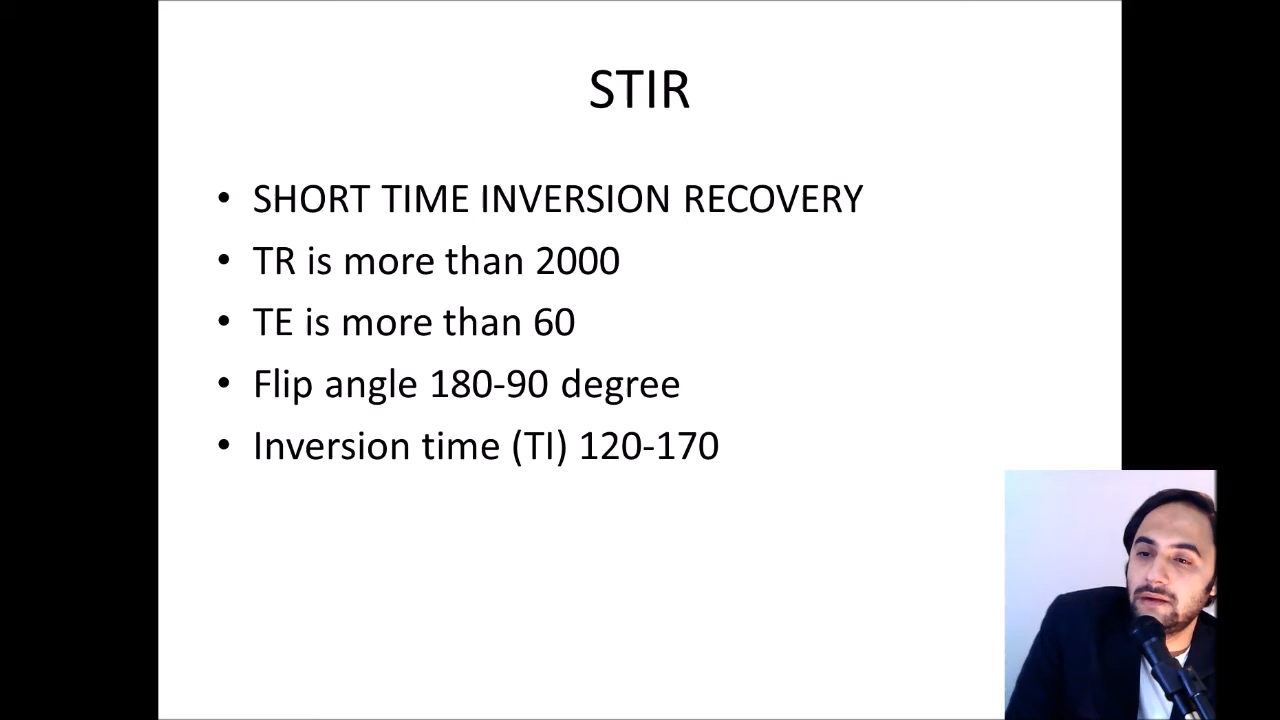 STIR
• SHORT TIME INVERSION RECOVERY
• TR is more than 2000
• TE is more than 60
• Flip angle 180-90 degree
• Inversion time (TI) 120-170